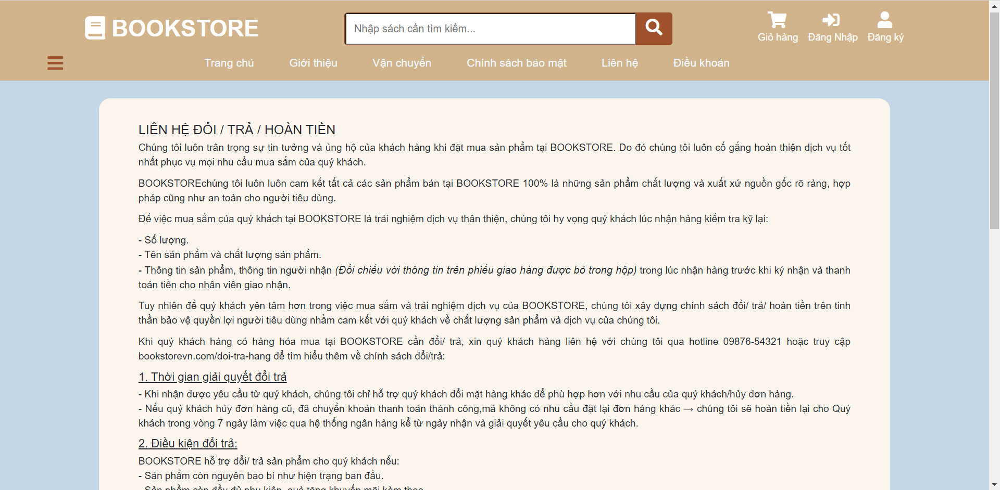 BOOKSTORE
Nhập sách cần tìm kiếm...
Giỏ hàng
Đăng Nhập
Đăng ký
Trang chủ
Giới thiệu
Vận chuyển
Chính sách bảo mật
Liên hệ
Điều khoản
LIÊN HỆ ĐỔI / TRẢ / HOÀN TIỀN
Chúng tôi luôn trân trọng sự tin tưởng và ủng hộ của khách hàng khi đặt mua sản phẩm tại BOOKSTORE. Do đó chúng tôi luôn cố gắng hoàn thiện dịch vụ tốt
nhất phục vụ mọi nhu cầu mua sắm của quý khách.
BOOKSTOREchúng tôi luôn luôn cam kết tất cả các sản phẩm bán tại BOOKSTORE 100% là những sản phẩm chất lượng và xuất xứ nguồn gốc rõ ràng, hợp
pháp cũng như an toàn cho người tiêu dùng.
Để việc mua sắm của quý khách tại BOOKSTORE là trải nghiệm dịch vụ thân thiện, chúng tôi hy vọng quý khách lúc nhận hàng kiểm tra kỹ lại:
- Số lượng.
- Tên sản phẩm và chất lượng sản phẩm.
- Thông tin sản phẩm, thông tin người nhận (Đối chiếu với thông tin trên phiếu giao hàng được bỏ trong hộp) trong lúc nhận hàng trước khi ký nhận và thanh
toán tiền cho nhân viên giao nhận.
Tuy nhiên để quý khách yên tâm hơn trong việc mua sắm và trải nghiệm dịch vụ của BOOKSTORE, chúng tôi xây dựng chính sách đổi/ trả/ hoàn tiền trên tinh
thần bảo vệ quyền lợi người tiêu dùng nhằm cam kết với quý khách về chất lượng sản phẩm và dịch vụ của chúng tôi.
Khi quý khách hàng có hàng hóa mua tại BOOKSTORE cần đổi/ trả, xin quý khách hàng liên hệ với chúng tôi qua hotline 09876-54321 hoặc truy cập
bookstorevn.com/doi-tra-hang để tìm hiểu thêm về chính sách đổi/trả:
1. Thời gian giải quyết đổi trả
- Khi nhận được yêu cầu từ quý khách, chúng tôi chỉ hỗ trợ quý khách đổi mặt hàng khác để phù hợp hơn với nhu cầu của quý khách/hủy đơn hàng.
- Nếu quý khách hủy đơn hàng cũ, đã chuyển khoản thanh toán thành công,mà không có nhu cầu đặt lại đơn hàng khác → chúng tôi sẽ hoàn tiền lại cho Quý
khách trong vòng 7 ngày làm việc qua hệ thống ngân hàng kể từ ngày nhận và giải quyết yêu cầu cho quý khách.
2. Điều kiện đổi trả:
BOOKSTORE hỗ trợ đổi/ trả sản phẩm cho quý khách nếu:
- Sản phẩm còn nguyên bao bì như hiện trạng ban đầu.
- Sản phẩm còn đầy đủ phụ kiện, quà tặng khuyến mãi kèm theo.